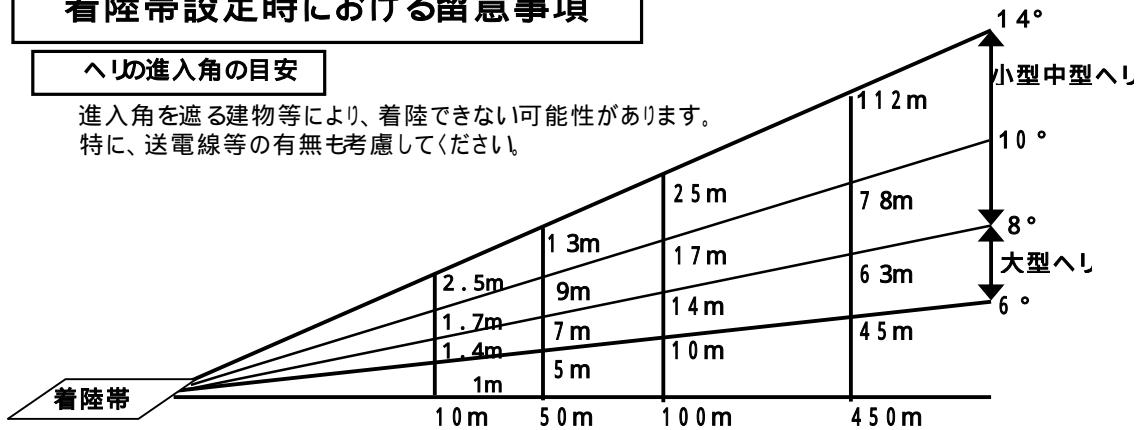 着陸帯設定時における留意事項
ヘリの進入角の目安
進入角を遮る建物等により、着陸できない可能性があります。
特に、送電線等の有無も考慮してください。
14°
小型中型ヘリ
112m
10°
25m
78m
8°
13m
17m
大型ヘリ
2.5m
9m
63m
14m
6°
1.7m
7m
45m
1.4m
10m
5m
1m
着陸帯
10m
50m
100m
450m